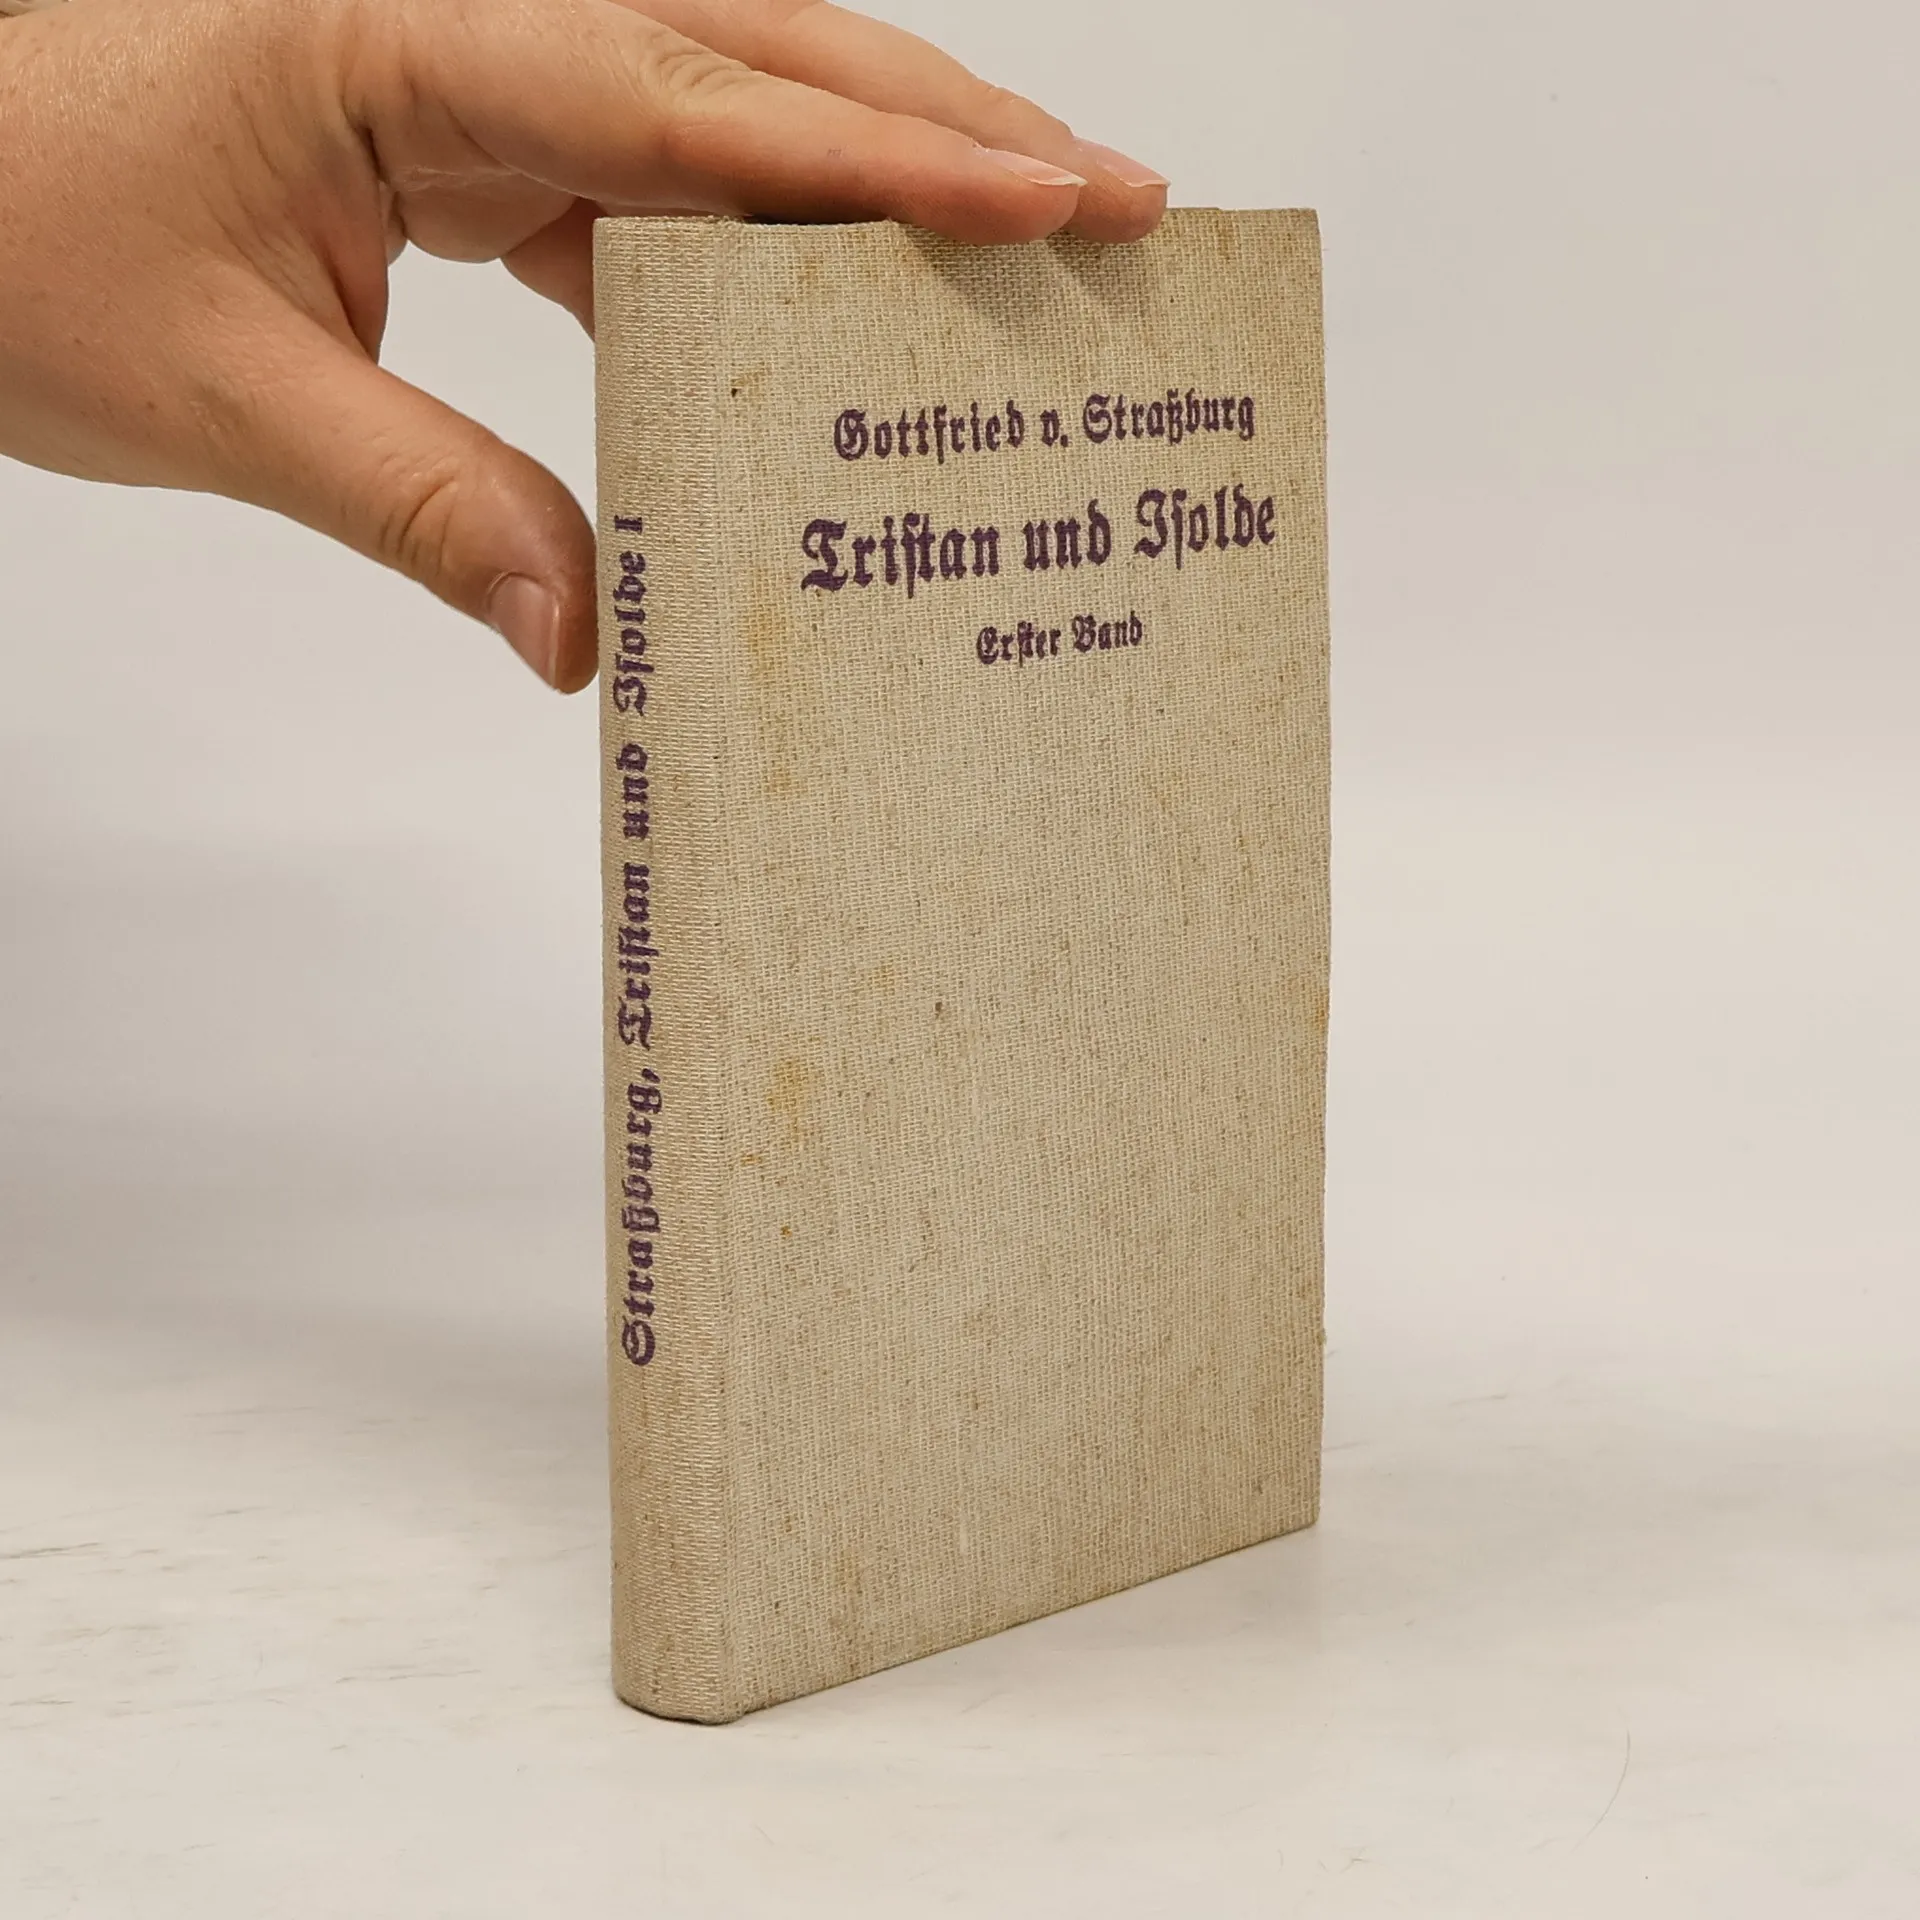 Gottfried v. Straßburg
Tristan und Isolde
Erster Band
Straßburg, Tristan und Isolde I